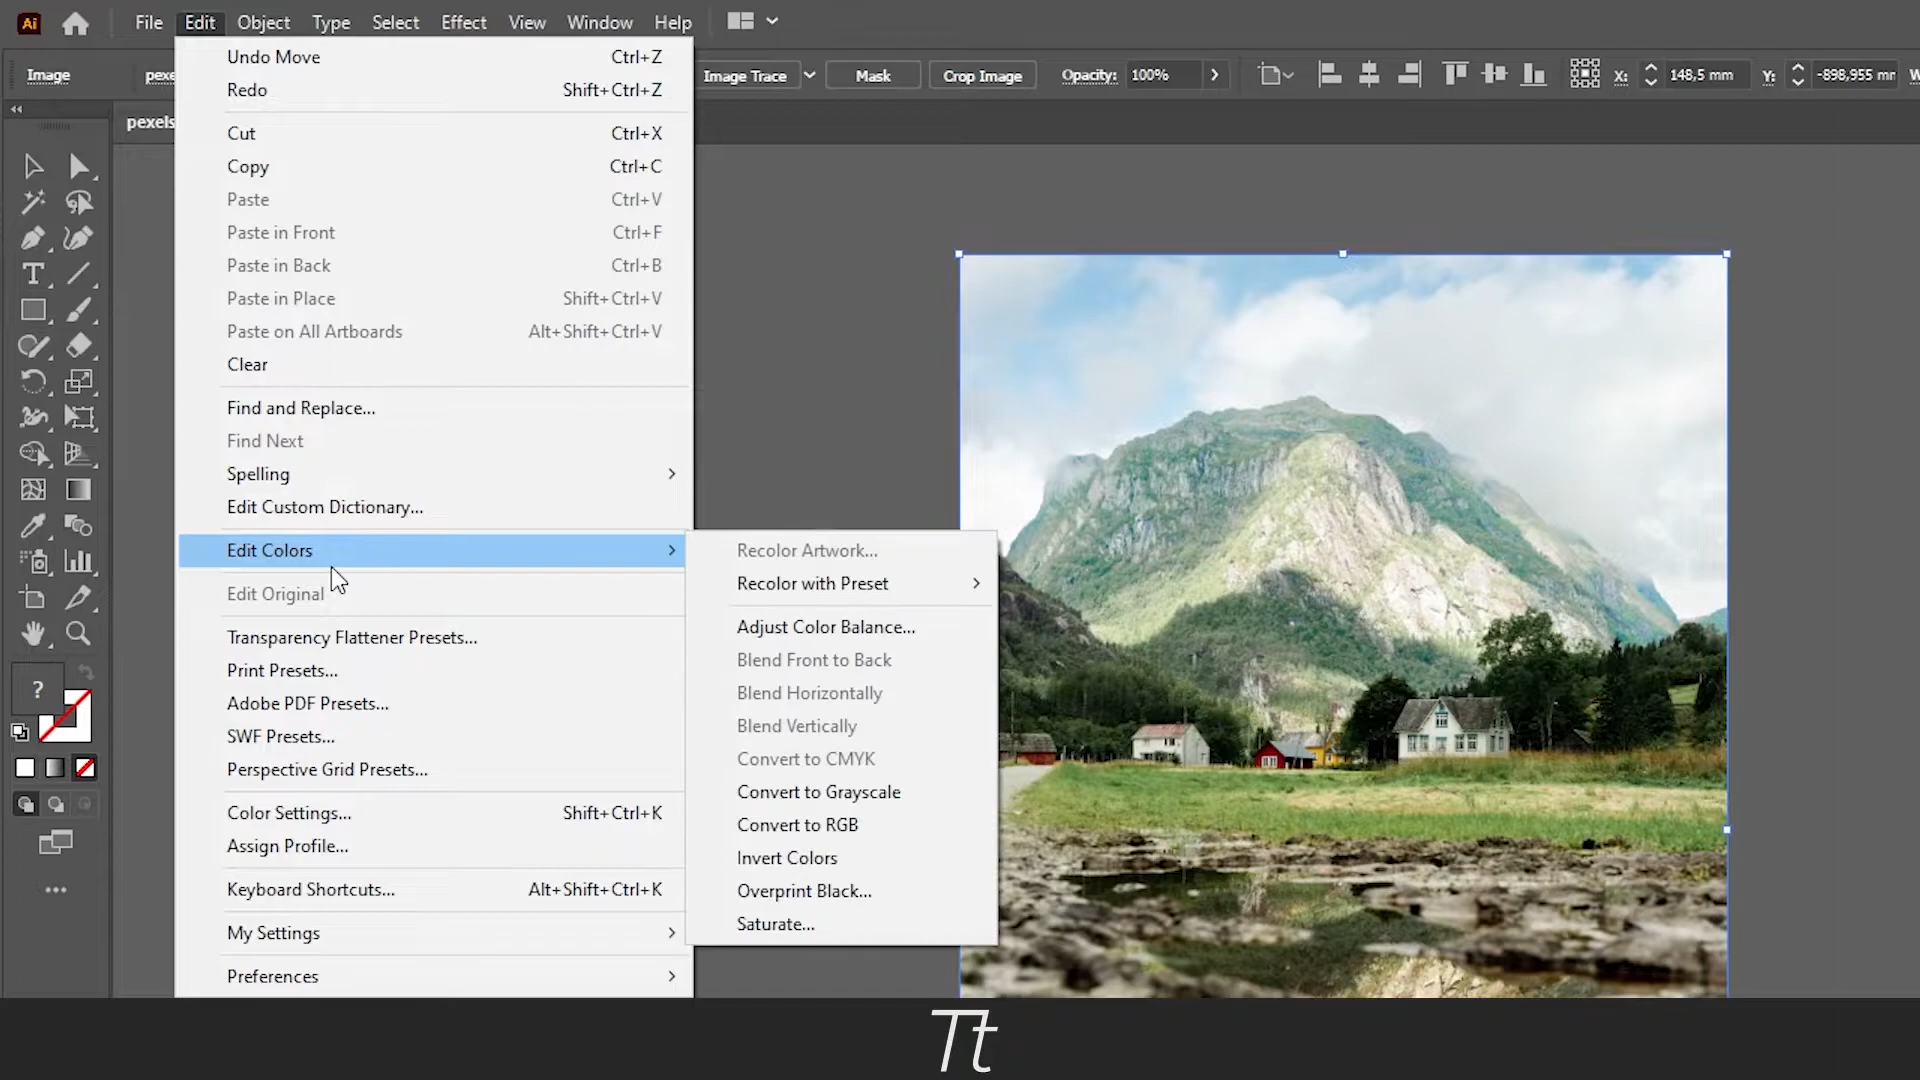 Ai File Edit Object Type Select Effect View Window Help
Image
Image Trace Mask Crop Image Opacity: 100% X: 148,5 mm Y: -898,955 mm
pexels
Undo Move Ctrl+Z
Redo Shift+Ctrl+Z
Cut Ctrl+X
Copy Ctrl+C
Paste Ctrl+V
Paste in Front Ctrl+F
Paste in Back Ctrl+B
Paste in Place Shift+Ctrl+V
Paste on All Artboards Alt+Shift+Ctrl+V
Clear
Find and Replace...
Find Next
Spelling
Edit Custom Dictionary...
Edit Colors
Edit Original
Transparency Flattener Presets...
Print Presets...
Adobe PDF Presets...
SWF Presets...
Perspective Grid Presets...
Color Settings... Shift+Ctrl+K
Assign Profile...
Keyboard Shortcuts... Alt+Shift+Ctrl+K
My Settings
Preferences
Recolor Artwork...
Recolor with Preset
Adjust Color Balance...
Blend Front to Back
Blend Horizontally
Blend Vertically
Convert to CMYK
Convert to Grayscale
Convert to RGB
Invert Colors
Overprint Black...
Saturate...
?
Tt